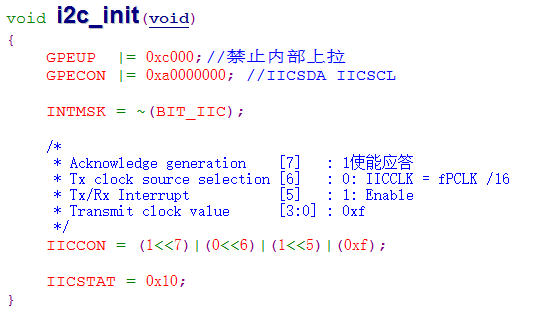 void i2c_init(void)
{
    GPEUP  |= 0xc000;//禁止内部上拉
    GPECON |= 0xa0000000; //IICSDA IICSCL

    INTMSK = ~(BIT_IIC);

    /*
     * Acknowledge generation    [7]   : 1使能应答
     * Tx clock source selection [6]   : 0: IICCLK = fPCLK /16
     * Tx/Rx Interrupt           [5]   : 1: Enable
     * Transmit clock value      [3:0] : 0xf
     */
    IICCON = (1<<7)|(0<<6)|(1<<5)|(0xf);

    IICSTAT = 0x10;
}